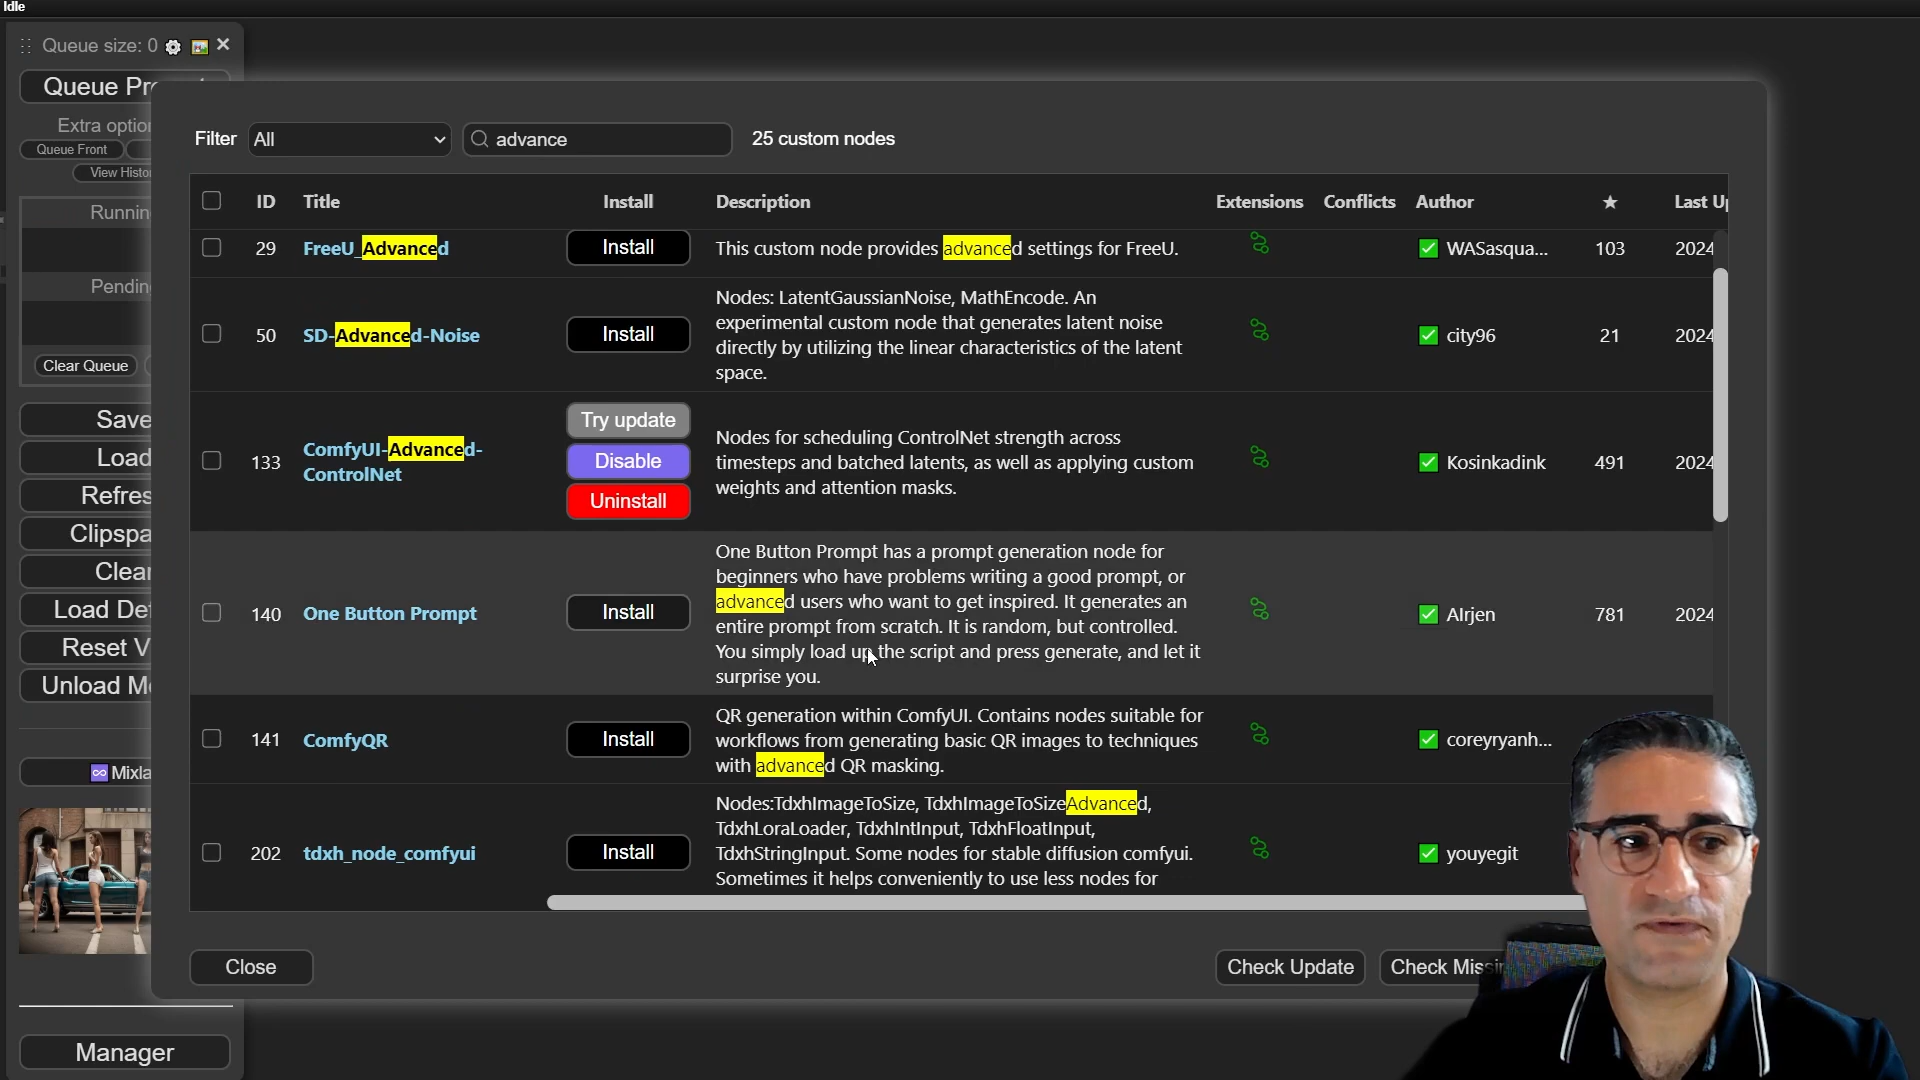 Idle
Queue size: 0
Queue Pr
Extra optio
Queue Front
View Histo
Runnin
Pendin
Clear Queue
Save
Load
Refres
Clipspa
Clea
Load De
Reset V
Unload M
Mixla
Manager
Filter All advance 25 custom nodes
ID Title Install Description Extensions Conflicts Author ★ Last Up
29 FreeU_Advanced Install This custom node provides advanced settings for FreeU. WASasqua... 103 2024
50 SD-Advanced-Noise Install
Nodes: LatentGaussianNoise, MathEncode. An
experimental custom node that generates latent noise
directly by utilizing the linear characteristics of the latent
space.
city96 21 2024
133 ComfyUI-Advanced-
ControlNet
Try update
Disable
Uninstall
Nodes for scheduling ControlNet strength across
timesteps and batched latents, as well as applying custom
weights and attention masks.
Kosinkadink 491 2024
140 One Button Prompt Install
One Button Prompt has a prompt generation node for
beginners who have problems writing a good prompt, or
advanced users who want to get inspired. It generates an
entire prompt from scratch. It is random, but controlled.
You simply load up the script and press generate, and let it
surprise you.
AIrjen 781 2024
141 ComfyQR Install
QR generation within ComfyUI. Contains nodes suitable for
workflows from generating basic QR images to techniques
with advanced QR masking.
coreyryanh...
202 tdxh_node_comfyui Install
Nodes:TdxhImageToSize, TdxhImageToSizeAdvanced,
TdxhLoraLoader, TdxhIntInput, TdxhFloatInput,
TdxhStringInput. Some nodes for stable diffusion comfyui.
Sometimes it helps conveniently to use less nodes for
youyegit
Close Check Update Check Missin